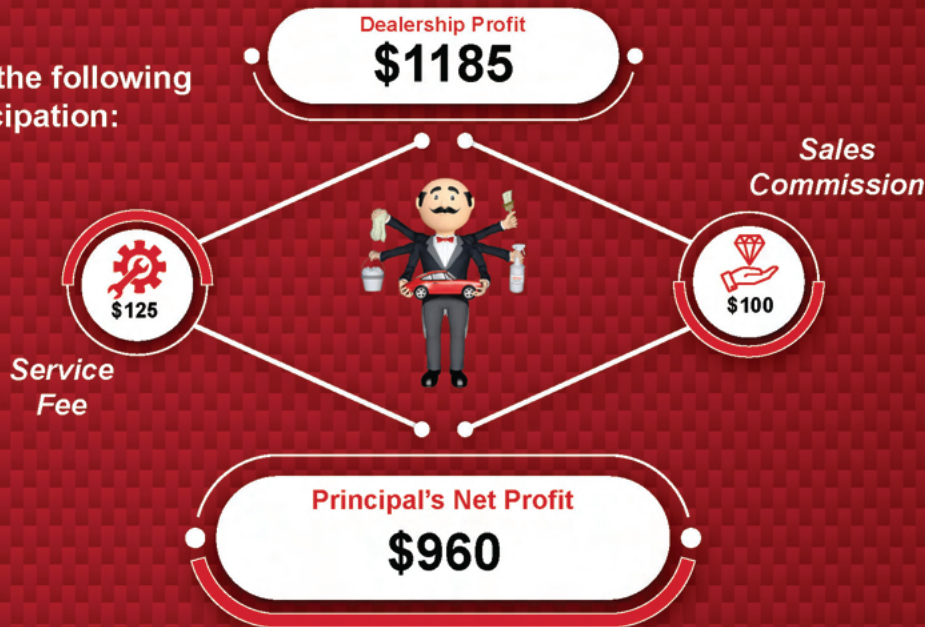 Dealership Profit
$1185
the following
cipation:
Sales
Commission
$125
$100
Service
Fee
Principal's Net Profit
$960